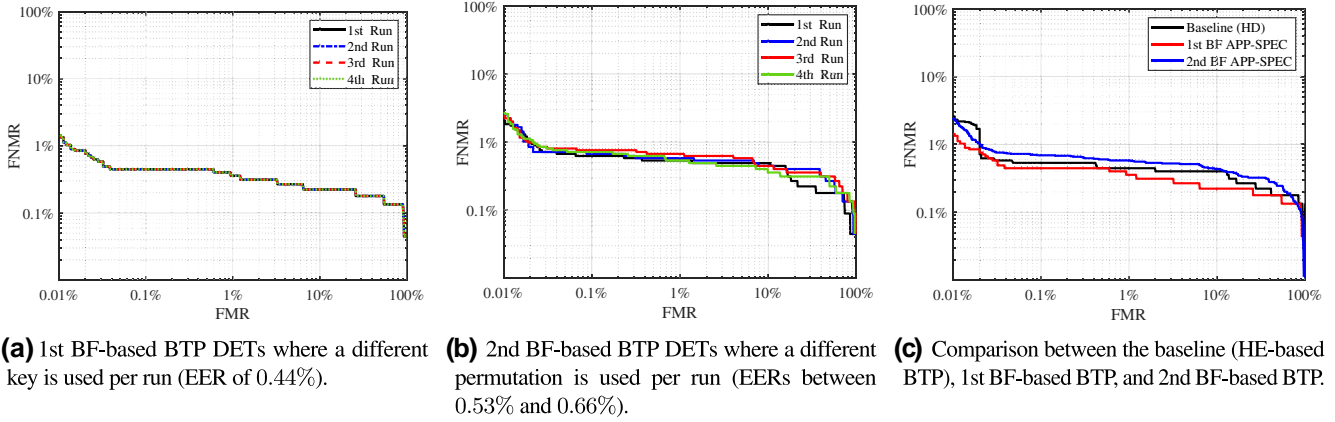 100%
10%
1%
0.1%
FNMR
1st Run
2nd Run
3rd Run
4th Run
0.01% 0.1% 1% 10% 100%
FMR
(a) 1st BF-based BTP DETs where a different
key is used per run (EER of 0.44%).
100%
10%
1%
0.1%
FNMR
1st Run
2nd Run
3rd Run
4th Run
0.01% 0.1% 1% 10% 100%
FMR
(b) 2nd BF-based BTP DETs where a different
permutation is used per run (EERs between
0.53% and 0.66%).
100%
10%
1%
0.1%
FNMR
Baseline (HD)
1st BF APP-SPEC
2nd BF APP-SPEC
0.01% 0.1% 1% 10% 100%
FMR
(c) Comparison between the baseline (HE-based
BTP), 1st BF-based BTP, and 2nd BF-based BTP.